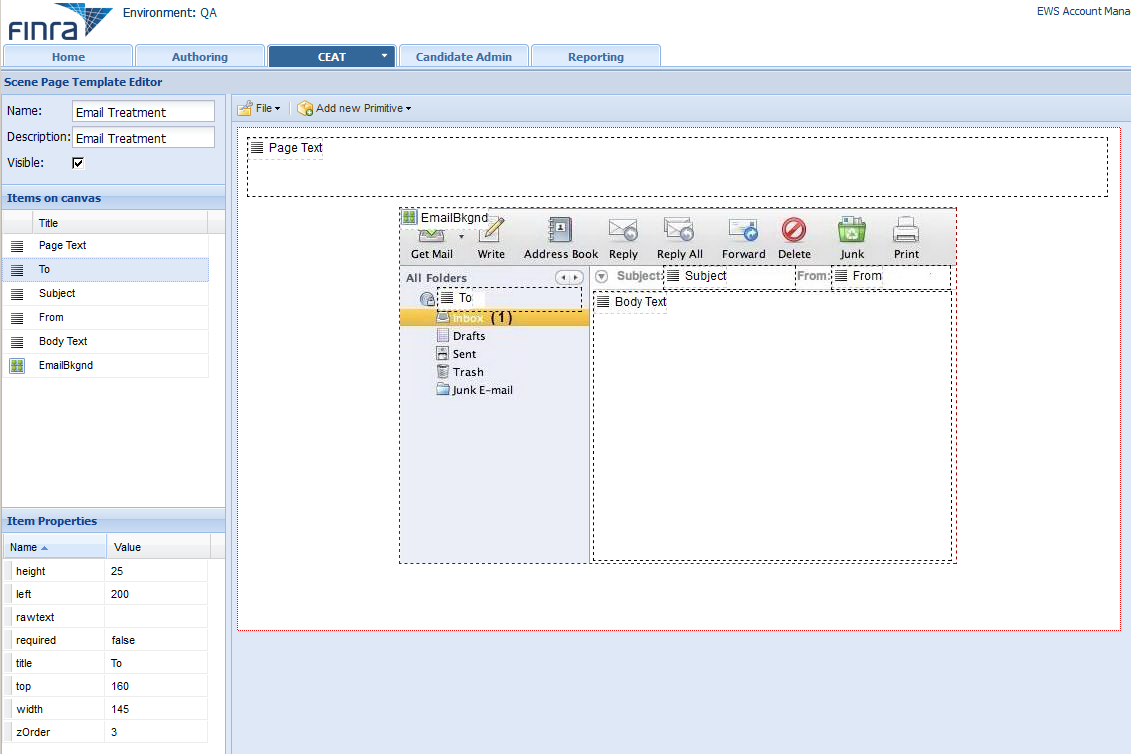 finra
Environment: QA
EWS Account Mana
Home
Authoring
CEAT
Candidate Admin
Reporting
Scene Page Template Editor
Name:
Email Treatment
Description:
Email Treatment
Visible:
Items on canvas
Title
Page Text
To
Subject
From
Body Text
EmailBkgnd
Item Properties
Name
Value
height 25
left 200
rawtext
required false
title To
top 160
width 145
zOrder 3
File
Add new Primitive
Page Text
EmailBkgnd
Get Mail
Write
Address Book
Reply
Reply All
Forward
Delete
Junk
Print
All Folders
Subject:
Subject
From:
From
To
Inbox (1)
Drafts
Sent
Trash
Junk E-mail
Body Text